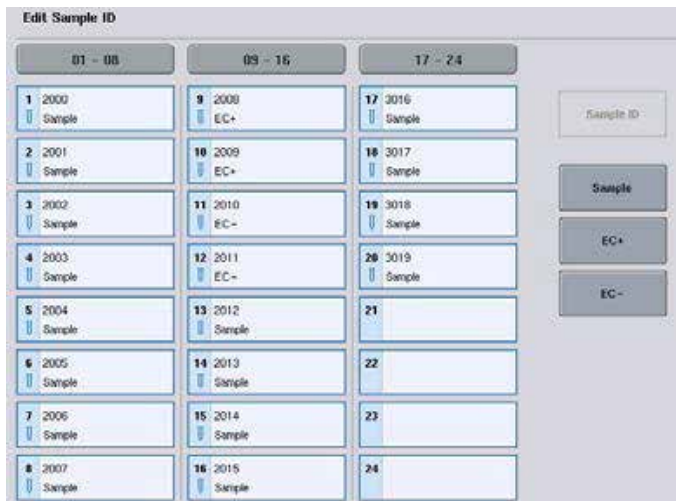 Edit Sample ID
01 - 08
09 - 16
17 - 24
1 2000
Sample
2 2001
Sample
3 2002
Sample
4 2003
Sample
5 2004
Sample
6 2005
Sample
7 2006
Sample
8 2007
Sample
9 2008
EC+
10 2009
EC+
11 2010
EC-
12 2011
EC-
13 2012
Sample
14 2013
Sample
15 2014
Sample
16 2015
Sample
17 3016
Sample
18 3017
Sample
19 3018
Sample
20 3019
Sample
21
22
23
24
Sample ID
Sample
EC+
EC-